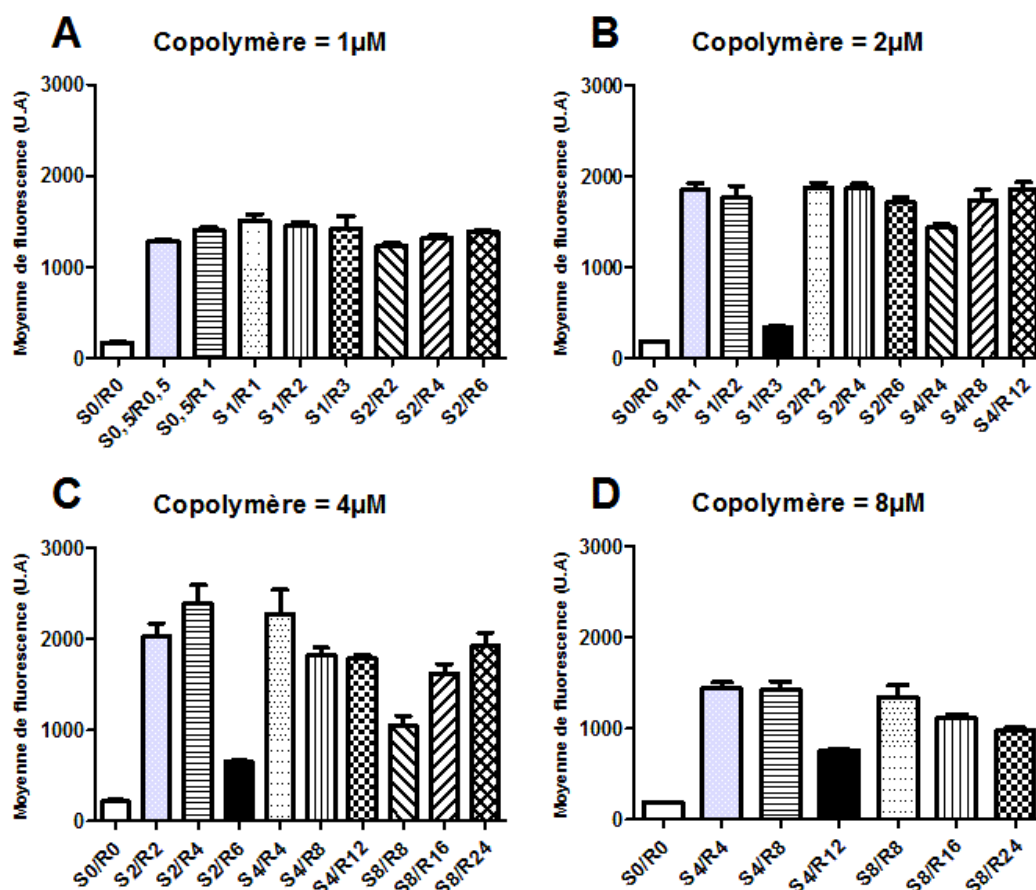 A
Copolymère = 1µM
Moyenne de fluorescence (U.A)
3000
2000
1000
0
S0/R0
S0,5/R0,5
S0,5/R1
S1/R1
S1/R2
S1/R3
S2/R2
S2/R4
S2/R6
B
Copolymère = 2µM
Moyenne de fluorescence (U.A)
3000
2000
1000
0
S0/R0
S1/R1
S1/R2
S1/R3
S2/R2
S2/R4
S2/R6
S4/R4
S4/R8
S4/R12
C
Copolymère = 4µM
Moyenne de fluorescence (U.A)
3000
2000
1000
0
S0/R0
S2/R2
S2/R4
S2/R6
S4/R4
S4/R8
S4/R12
S8/R8
S8/R16
S8/R24
D
Copolymère = 8µM
Moyenne de fluorescence (U.A)
3000
2000
1000
0
S0/R0
S4/R4
S4/R8
S4/R12
S8/R8
S8/R16
S8/R24